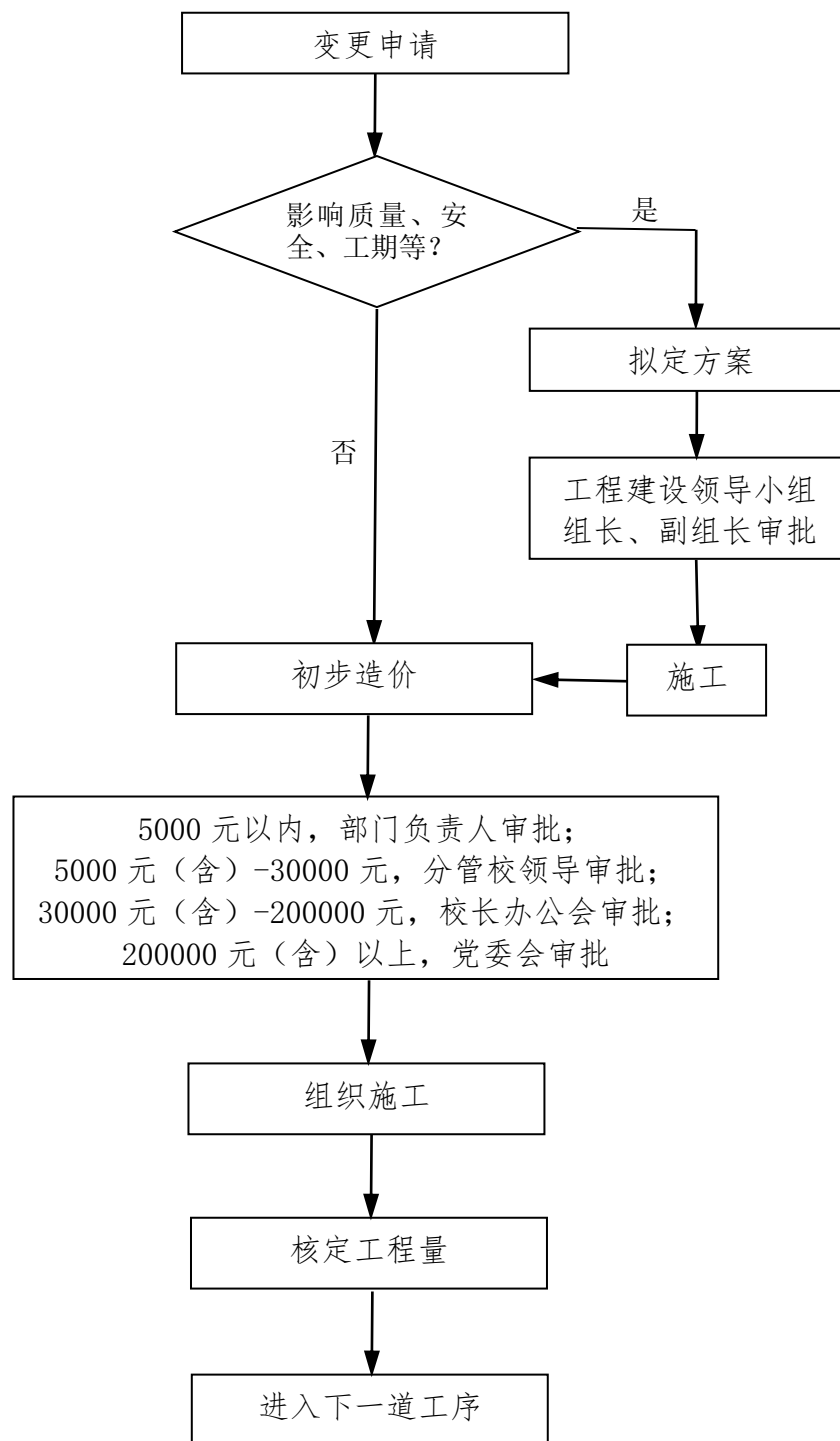 变更申请
影响质量、安
全、工期等？
是
拟定方案
否
工程建设领导小组
组长、副组长审批
初步造价
施工
5000 元以内，部门负责人审批；
5000 元（含）-30000 元，分管校领导审批；
30000 元（含）-200000 元，校长办公会审批；
200000 元（含）以上，党委会审批
组织施工
核定工程量
进入下一道工序